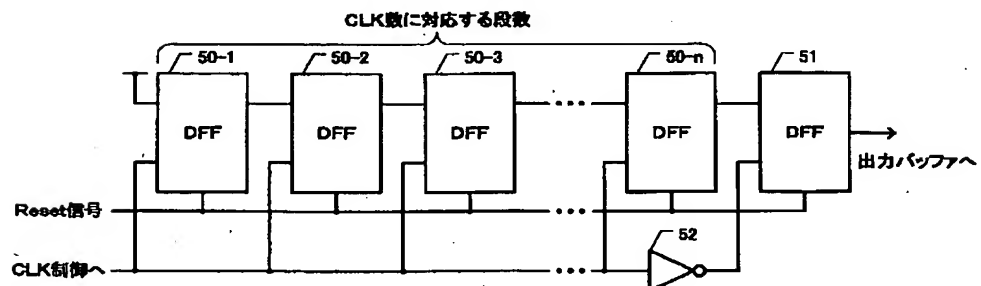 CLK数に対応する段数
50-1
50-2
50-3
50-n
51
DFF
DFF
DFF
DFF
DFF
出力バッファへ
Reset信号
52
CLK制御へ